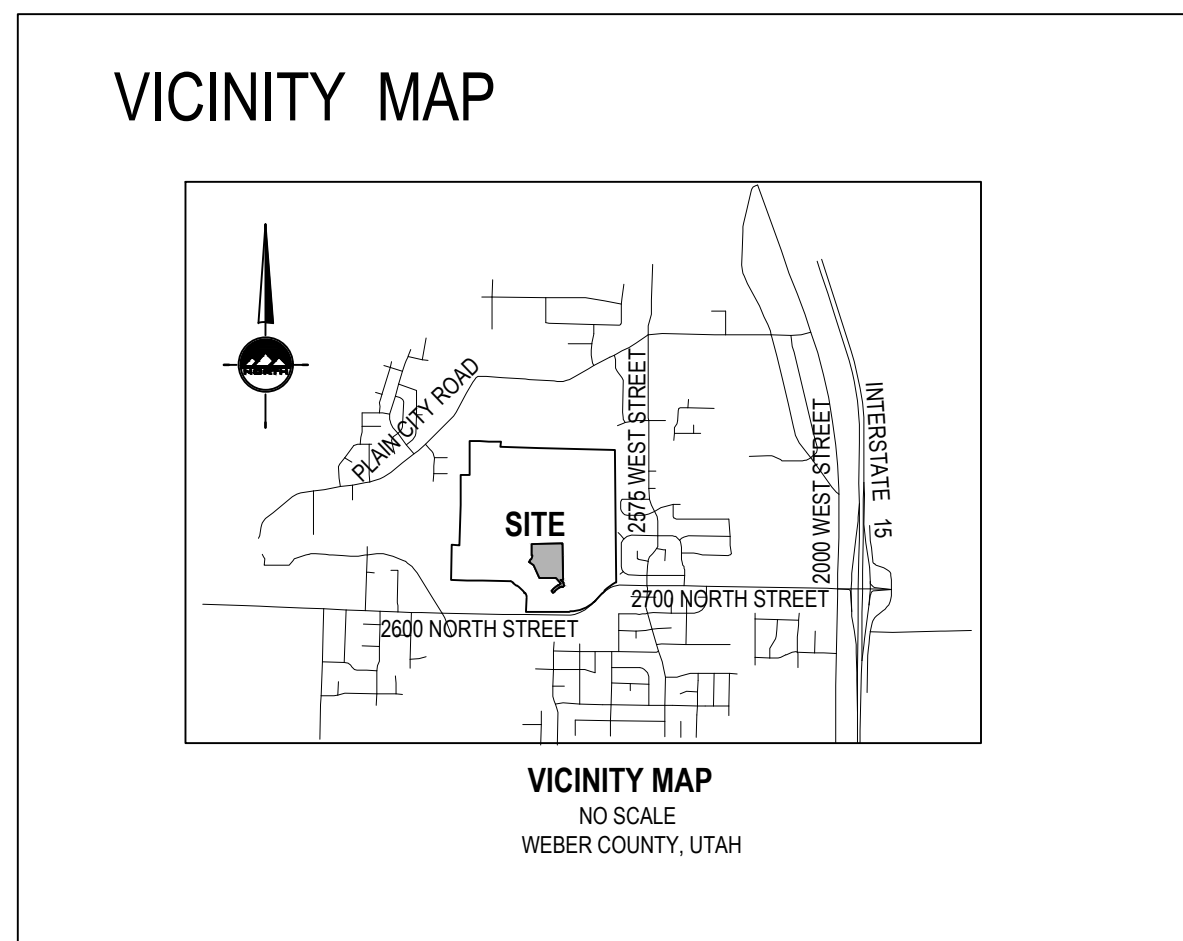 VICINITY MAP
NORTH
PLAIN CITY ROAD
2575 WEST STREET
2000 WEST STREET
INTERSTATE 15
SITE
2700 NORTH STREET
2600 NORTH STREET
VICINITY MAP
NO SCALE
WEBER COUNTY, UTAH